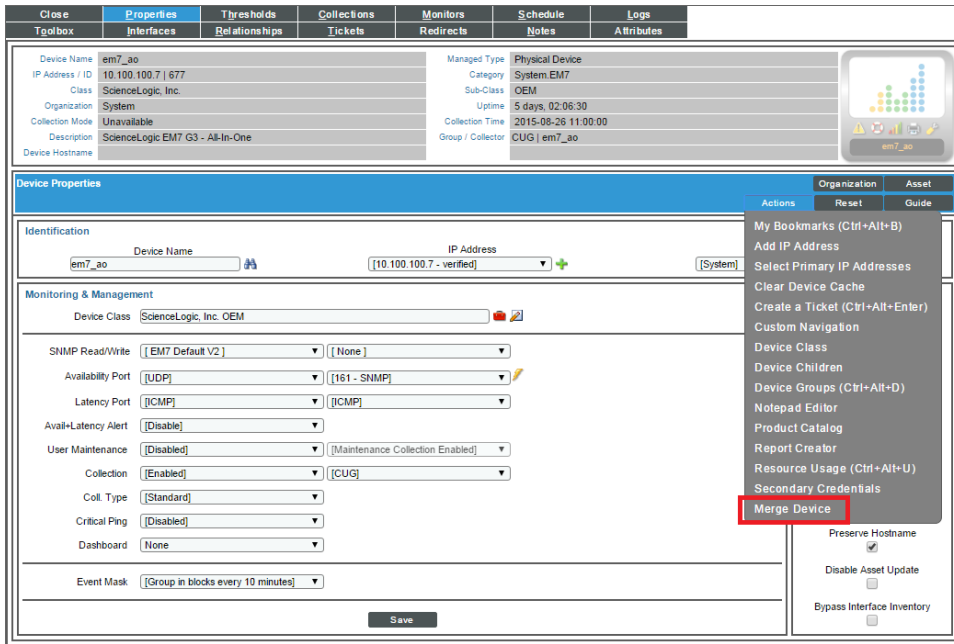 Close Properties Thresholds Collections Monitors Schedule Logs
Toolbox Interfaces Relationships Tickets Redirects Notes Attributes
Device Name em7_ao Managed Type Physical Device
IP Address / ID 10.100.100.7 | 677 Category System.EM7
Class ScienceLogic, Inc. Sub-Class OEM
Organization System Uptime 5 days, 02:06:30
Collection Mode Unavailable Collection Time 2015-08-26 11:00:00
Description ScienceLogic EM7 G3 - All-In-One Group / Collector CUG | em7_ao
Device Hostname
em7_ao
Device Properties
Organization Asset
Actions Reset Guide
My Bookmarks (Ctrl+Alt+B)
Add IP Address
Select Primary IP Addresses
Clear Device Cache
Create a Ticket (Ctrl+Alt+Enter)
Custom Navigation
Device Class
Device Children
Device Groups (Ctrl+Alt+D)
Notepad Editor
Product Catalog
Report Creator
Resource Usage (Ctrl+Alt+U)
Secondary Credentials
Merge Device
Identification
Device Name IP Address
em7_ao [10.100.100.7 - verified] [System]
Monitoring & Management
Device Class ScienceLogic, Inc. OEM
SNMP Read/Write [ EM7 Default V2 ] [ None ]
Availability Port [UDP] [161 - SNMP]
Latency Port [ICMP] [ICMP]
Avail+Latency Alert [Disable]
User Maintenance [Disabled] [Maintenance Collection Enabled]
Collection [Enabled] [CUG]
Coll. Type [Standard]
Critical Ping [Disabled]
Dashboard None
Event Mask [Group in blocks every 10 minutes]
Preserve Hostname
Disable Asset Update
Bypass Interface Inventory
Save